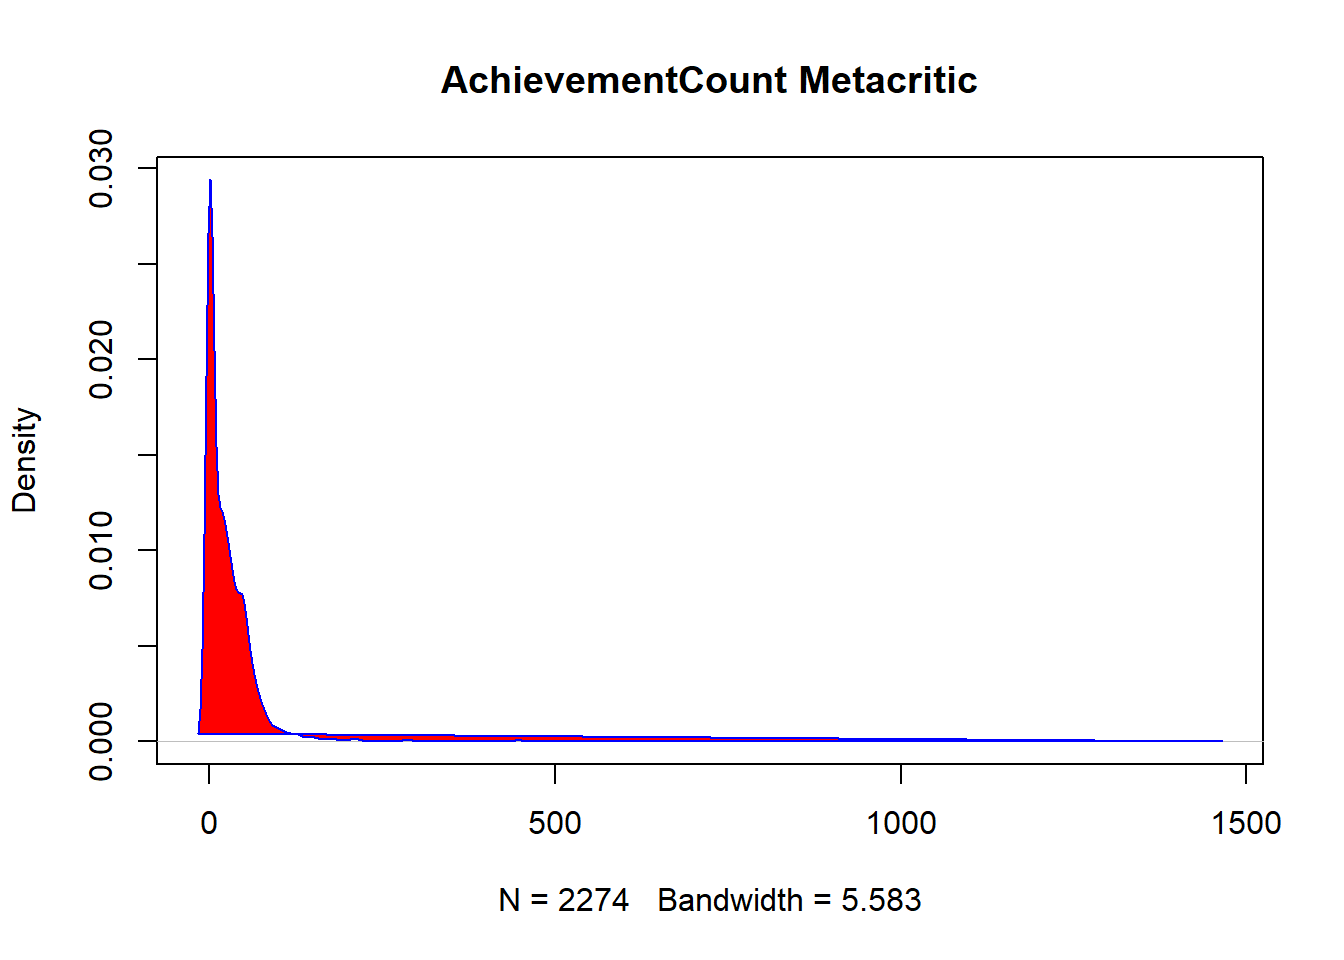 AchievementCount Metacritic
Density
0.030
0.020
0.010
0.000
0 500 1000 1500
N = 2274 Bandwidth = 5.583